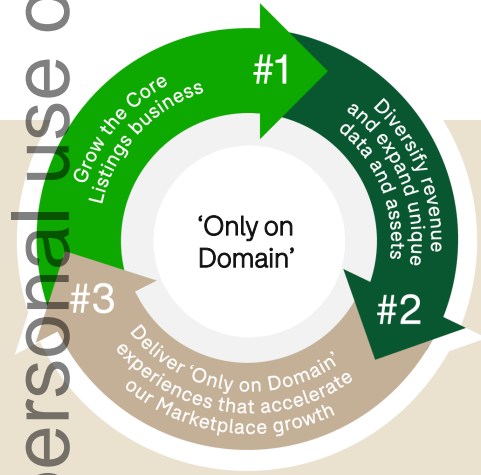 #1
Grow the Core
Listings business
Diversify revenue
and expand unique
data and assets
#2
‘Only on
Domain’
#3
Deliver ‘Only on Domain’
experiences that accelerate
our Marketplace growth
personal use o